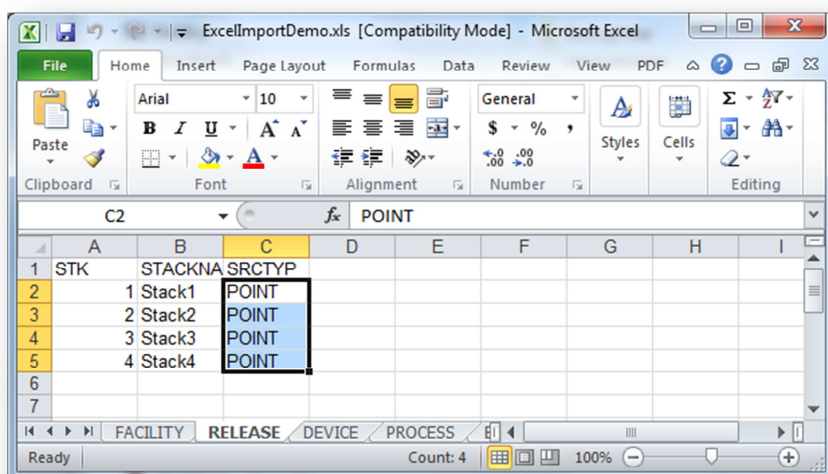 ExcelImportDemo.xls [Compatibility Mode] - Microsoft Excel
File Home Insert Page Layout Formulas Data Review View PDF
Paste
Clipboard
Arial 10
B I U A A
A
Font
Alignment
General
$ % ,
.00 .0
Number
A
Styles
Cells
Σ
Editing
C2 fx POINT
A B C D E F G H I
1 STK STACKNA SRCTYP
2 1 Stack1 POINT
3 2 Stack2 POINT
4 3 Stack3 POINT
5 4 Stack4 POINT
6
7
FACILITY RELEASE DEVICE PROCESS
Ready Count: 4 100%